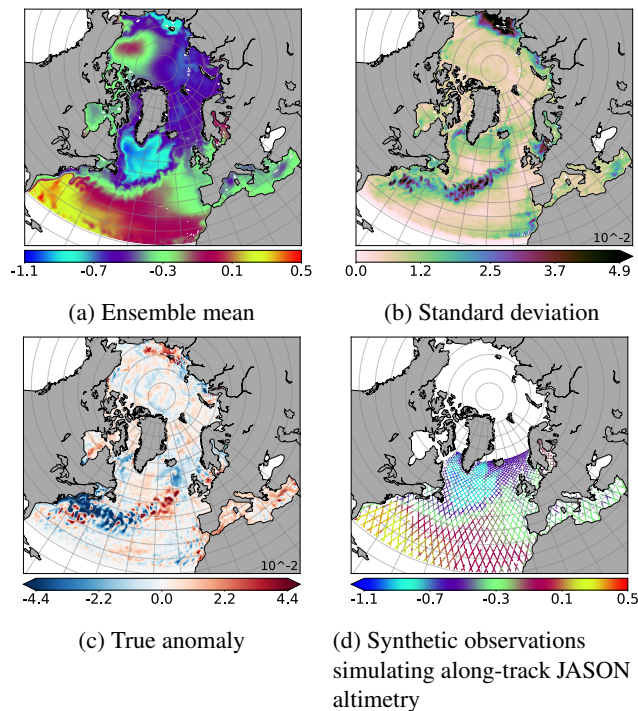 -1.1 -0.7 -0.3 0.1 0.5
10^-2
0.0 1.2 2.5 3.7 4.9
(a) Ensemble mean
(b) Standard deviation
10^-2
-4.4 -2.2 0.0 2.2 4.4
-1.1 -0.7 -0.3 0.1 0.5
(c) True anomaly
(d) Synthetic observations
simulating along-track JASON
altimetry